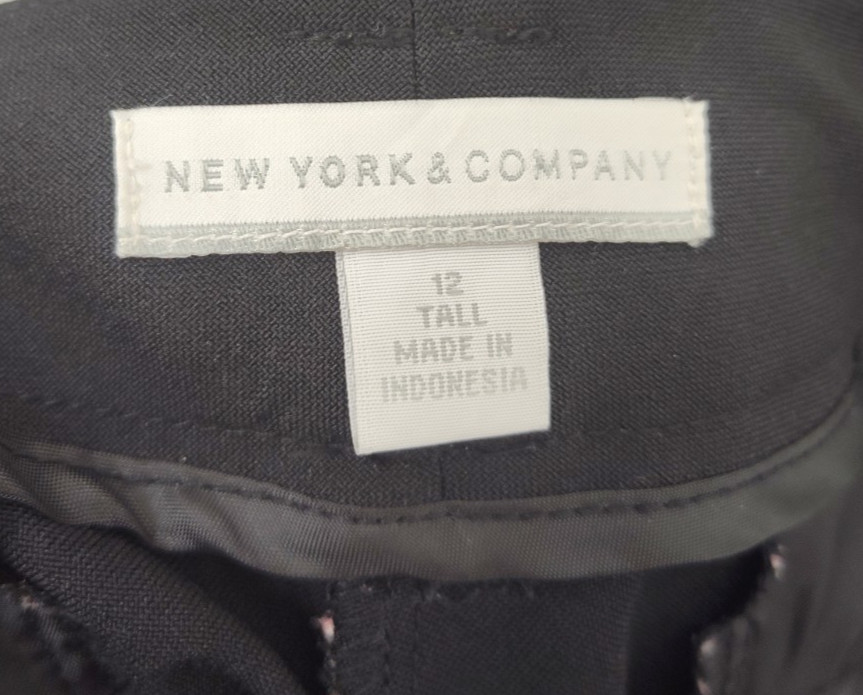 NEW YORK & COMPANY
12
TALL
MADE IN
INDONESIA